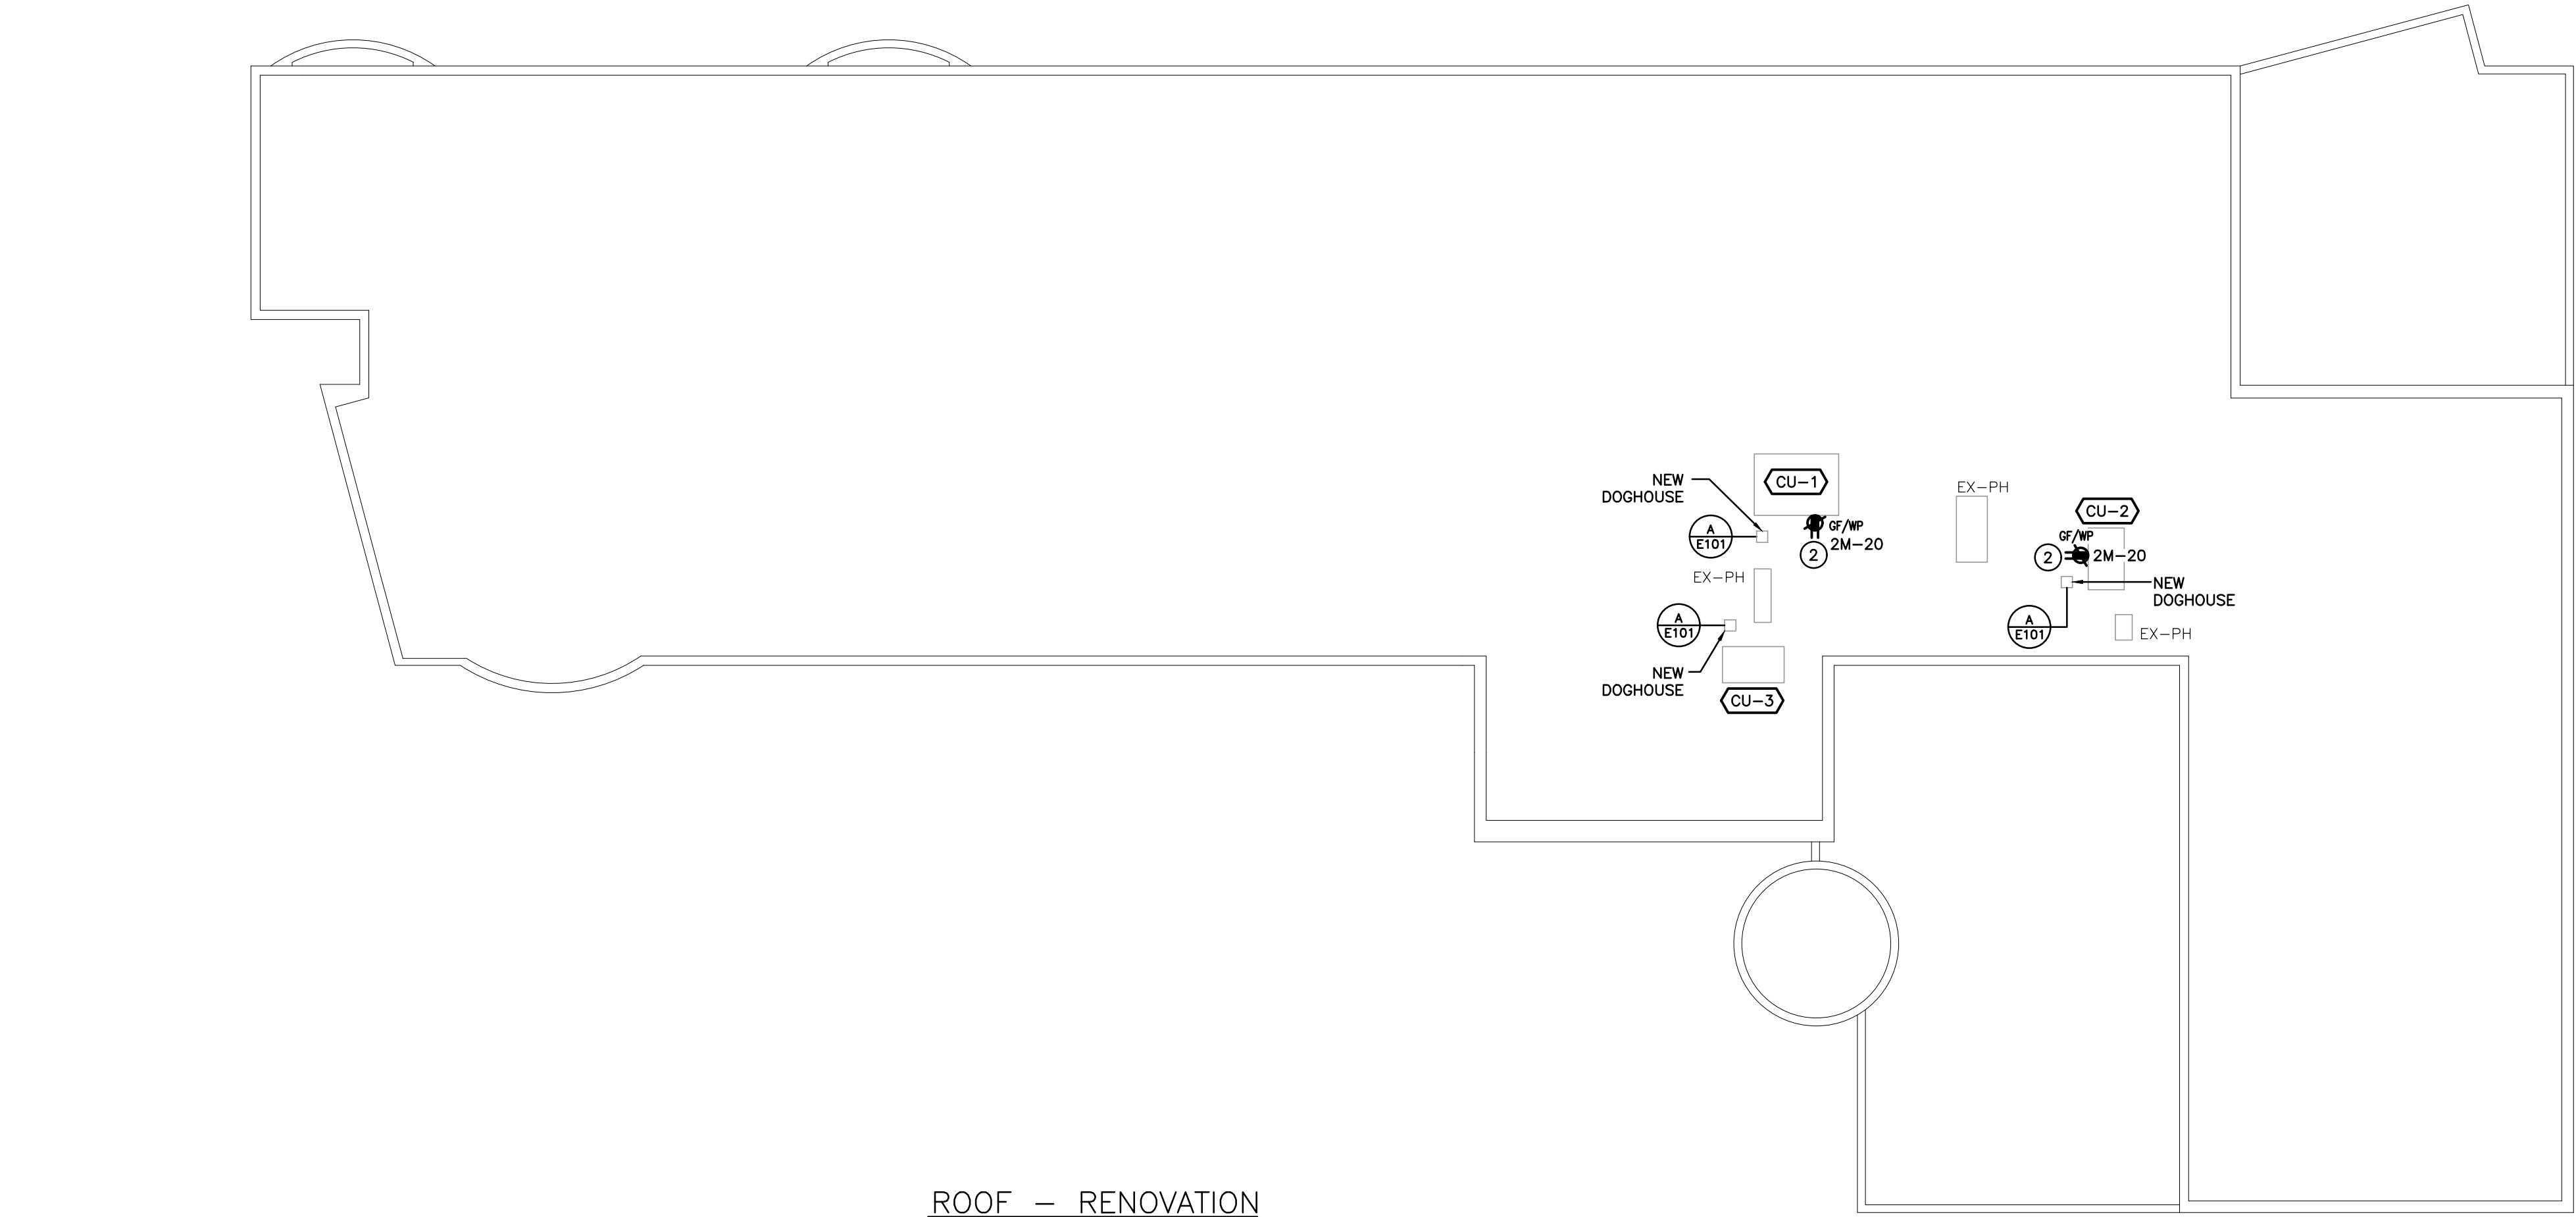 NEW
DOGHOUSE
CU-1
A
E101
GF/WP
2M-20
2
EX-PH
CU-2
GF/WP
2
2M-20
NEW
DOGHOUSE
A
E101
EX-PH
EX-PH
A
E101
NEW
DOGHOUSE
CU-3
ROOF - RENOVATION